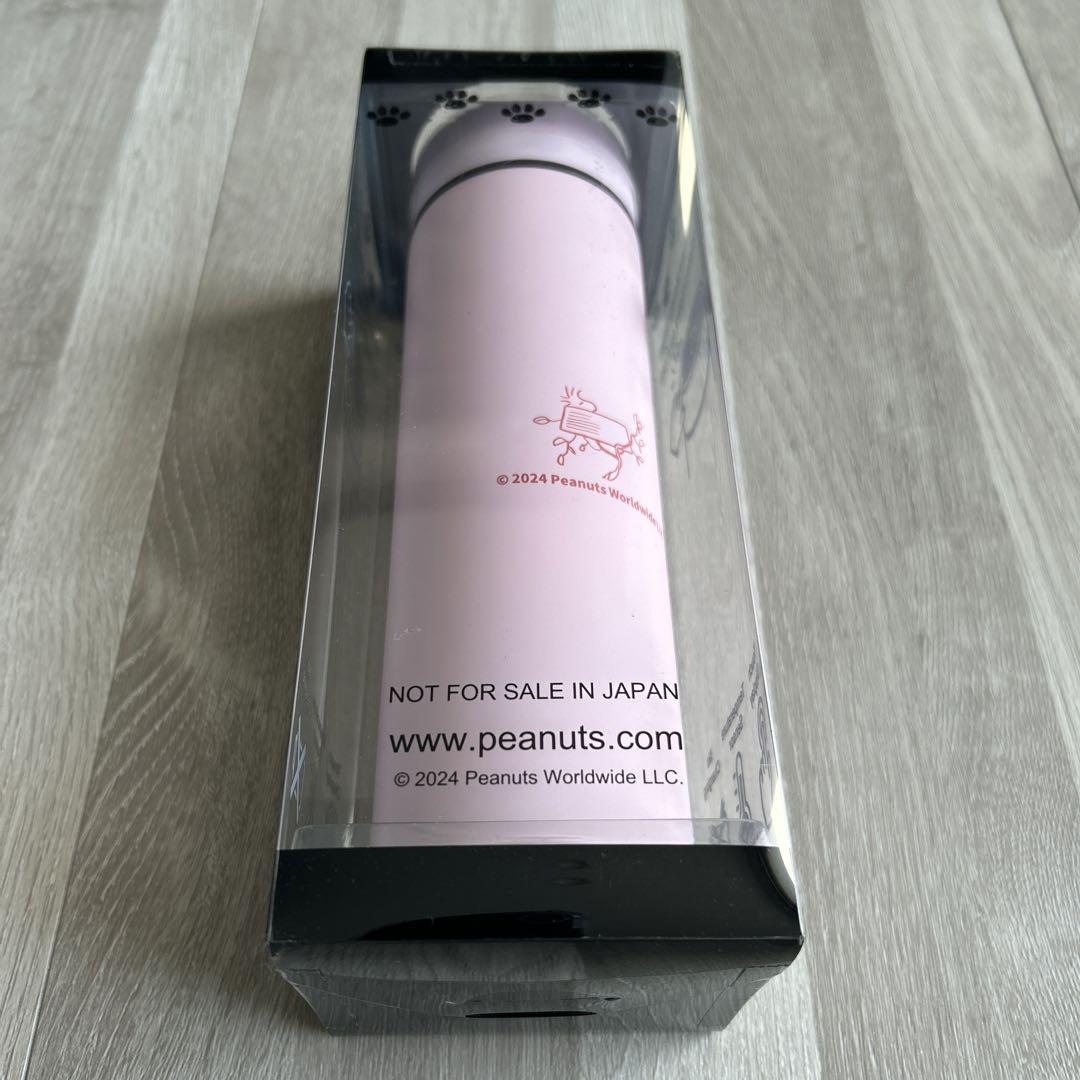 © 2024 Peanuts Worldwide
NOT FOR SALE IN JAPAN
www.peanuts.com
© 2024 Peanuts Worldwide LLC.